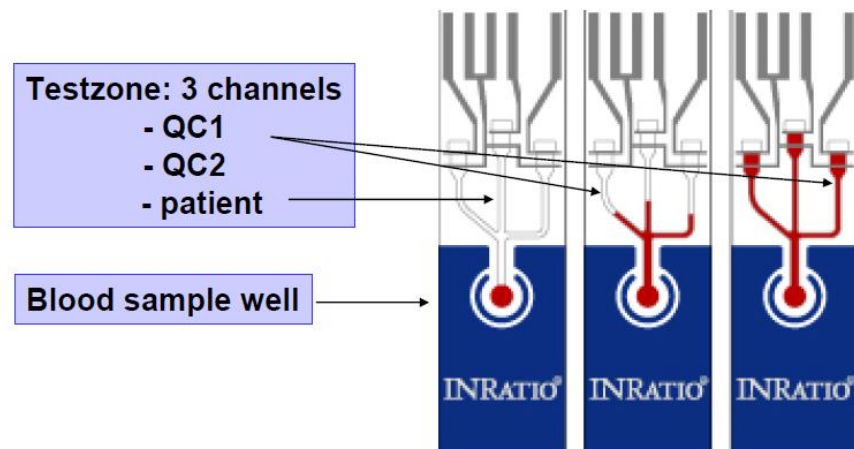 Testzone: 3 channels
- QC1
- QC2
- patient
Blood sample well
INRATIO®
INRATIO®
INRATIO®